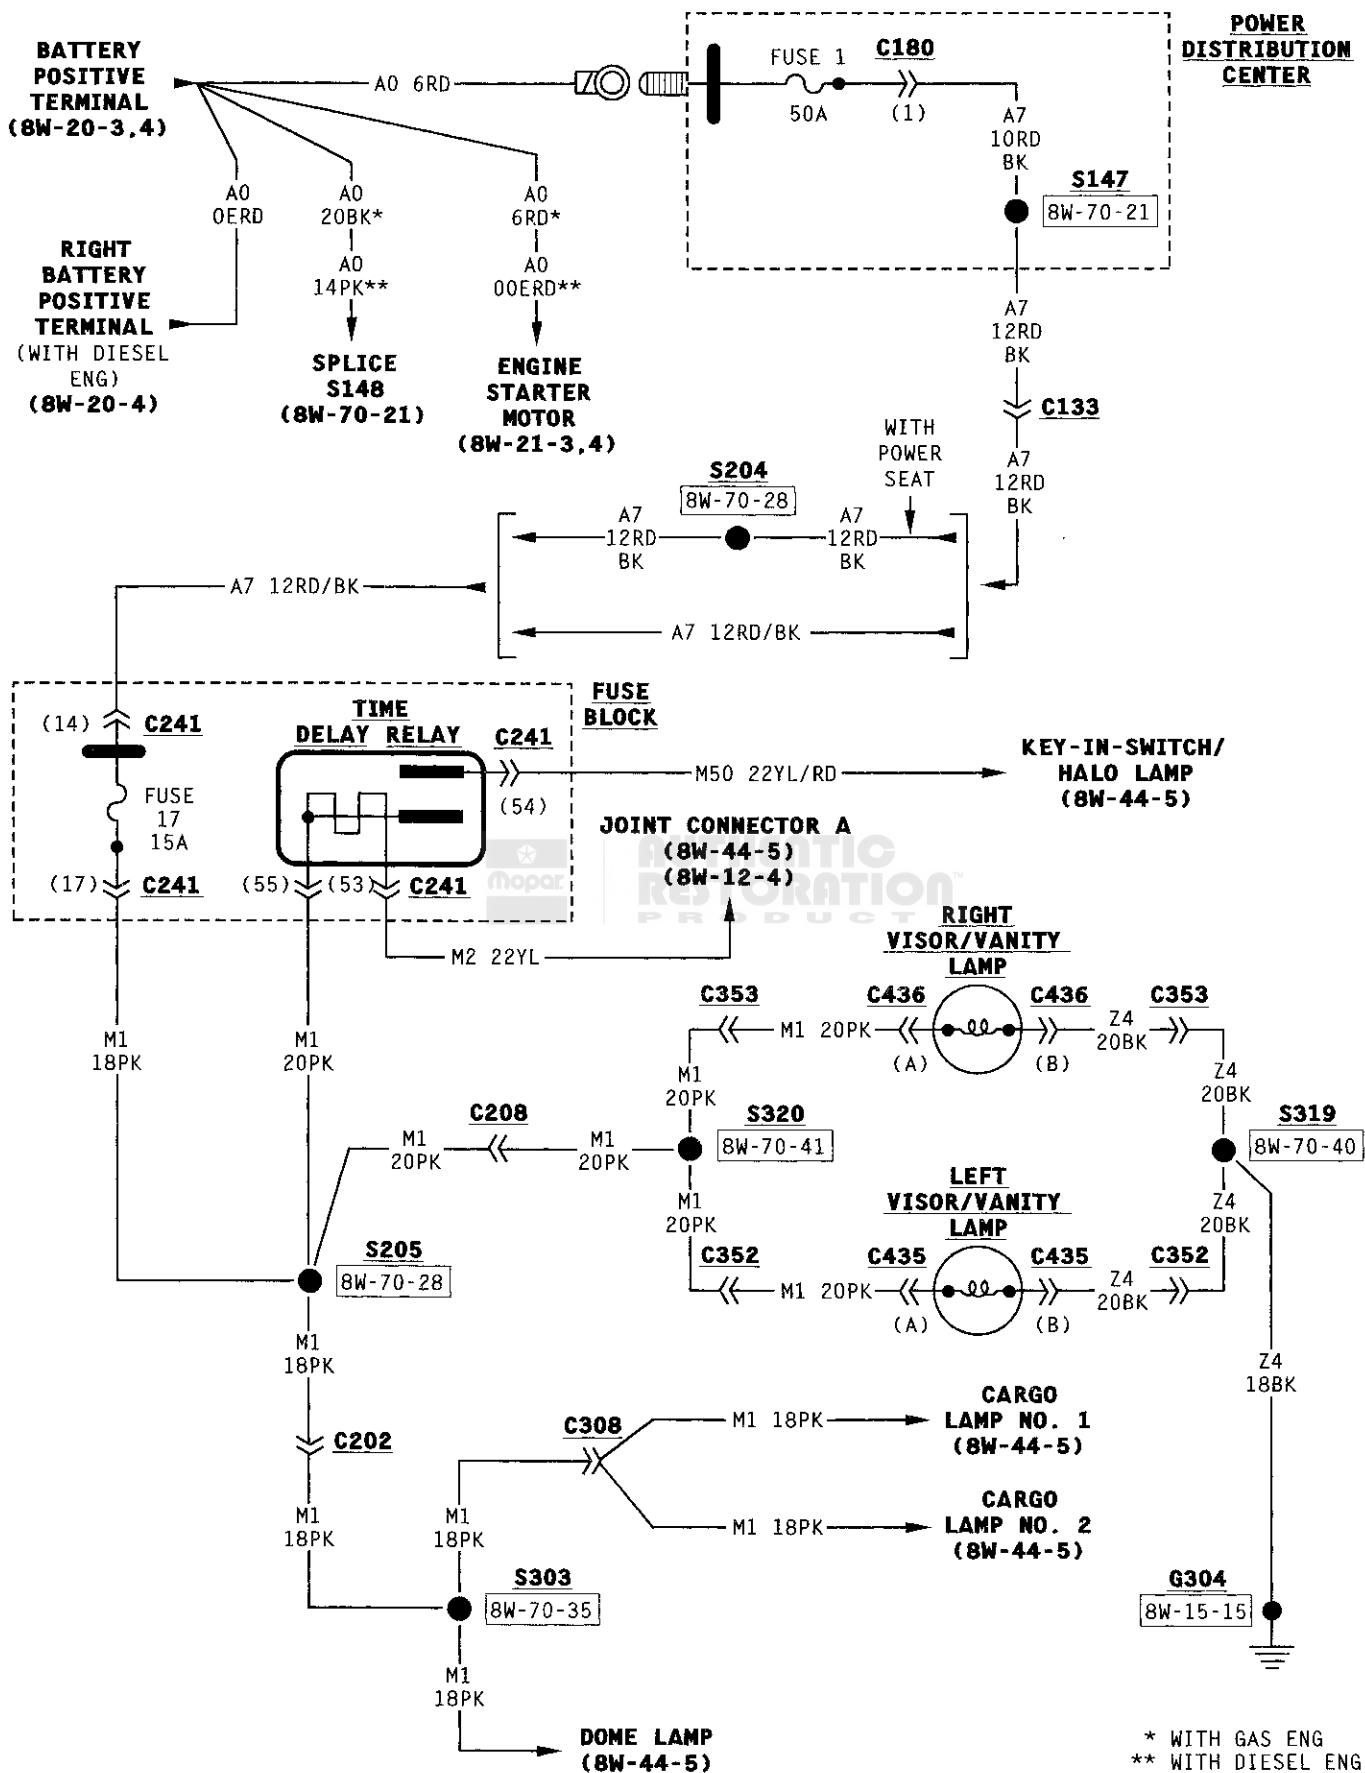 BATTERY
POSITIVE
TERMINAL
(8W-20-3,4)
A0 6RD
FUSE 1
50A
C180
(1)
POWER
DISTRIBUTION
CENTER
A7
10RD
BK
S147
8W-70-21
A0
0ERD
A0
20BK*
A0
14PK**
A0
6RD*
A0
00ERD**
RIGHT
BATTERY
POSITIVE
TERMINAL
(WITH DIESEL
ENG)
(8W-20-4)
SPLICE
S148
(8W-70-21)
ENGINE
STARTER
MOTOR
(8W-21-3,4)
A7
12RD
BK
C133
A7
12RD
BK
WITH
POWER
SEAT
S204
8W-70-28
A7
12RD
BK
A7
12RD
BK
A7 12RD/BK
A7 12RD/BK
FUSE
BLOCK
(14)
C241
TIME
DELAY RELAY
C241
(54)
M50 22YL/RD
KEY-IN-SWITCH/
HALO LAMP
(8W-44-5)
FUSE
17
15A
JOINT CONNECTOR A
(8W-44-5)
(8W-12-4)
(17)
C241
(55)
(53)
C241
Mopar
AUTHENTIC
RESTORATION™
PRODUCT
M2 22YL
RIGHT
VISOR/VANITY
LAMP
C353
C436
C436
C353
M1 20PK
(A)
(B)
Z4
20BK
M1
18PK
M1
20PK
M1
20PK
Z4
20BK
C208
M1
20PK
M1
20PK
S320
8W-70-41
S319
8W-70-40
M1
20PK
Z4
20BK
LEFT
VISOR/VANITY
LAMP
S205
8W-70-28
C352
C435
C435
C352
M1 20PK
(A)
(B)
Z4
20BK
M1
18PK
Z4
18BK
C202
C308
M1 18PK
CARGO
LAMP NO. 1
(8W-44-5)
M1 18PK
CARGO
LAMP NO. 2
(8W-44-5)
M1
18PK
M1
18PK
S303
8W-70-35
G304
8W-15-15
M1
18PK
DOME LAMP
(8W-44-5)
* WITH GAS ENG
** WITH DIESEL ENG